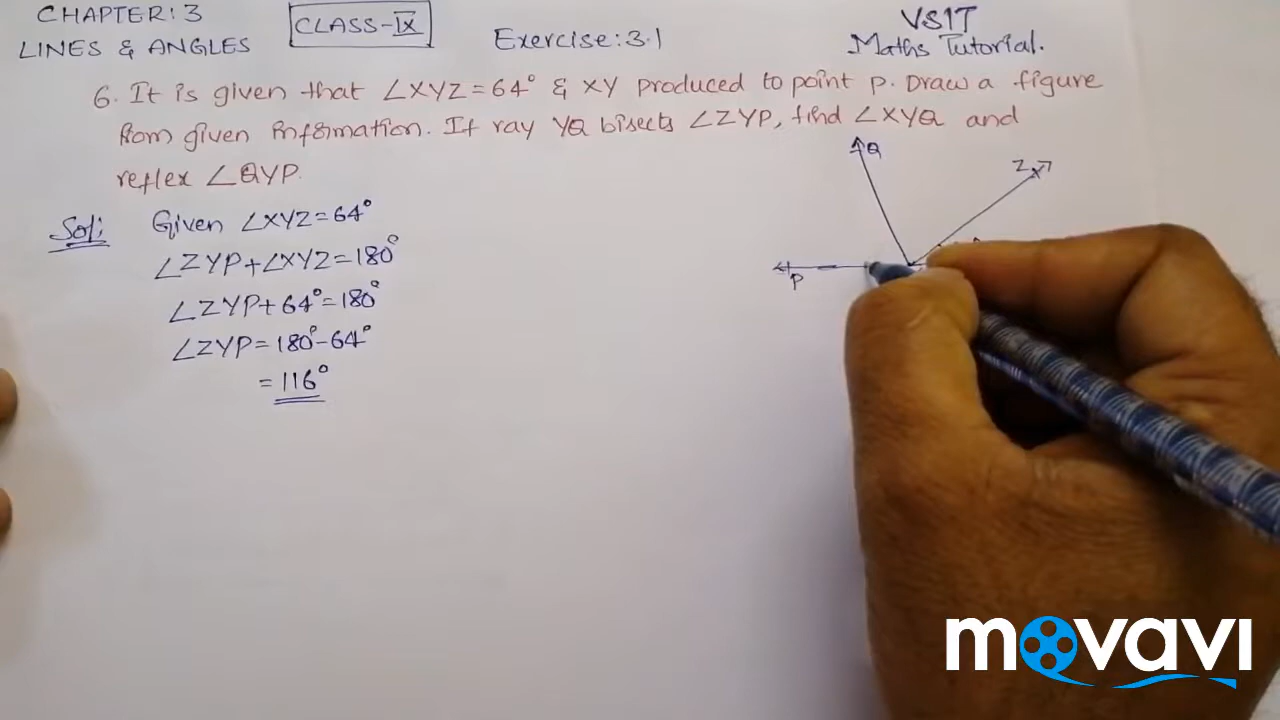 CHAPTER: 3
LINES & ANGLES
CLASS-IX
Exercise: 3.1
VSIT
Maths Tutorial.
6. It is given that ∠XYZ = 64° & XY produced to point P. Draw a figure
from given information. If ray YQ bisects ∠ZYP, find ∠XYQ and
reflex ∠QYP.
Sol: Given ∠XYZ = 64°
∠ZYP + ∠XYZ = 180°
∠ZYP + 64° = 180°
∠ZYP = 180° - 64°
= 116°
Q
Z
P
movavi